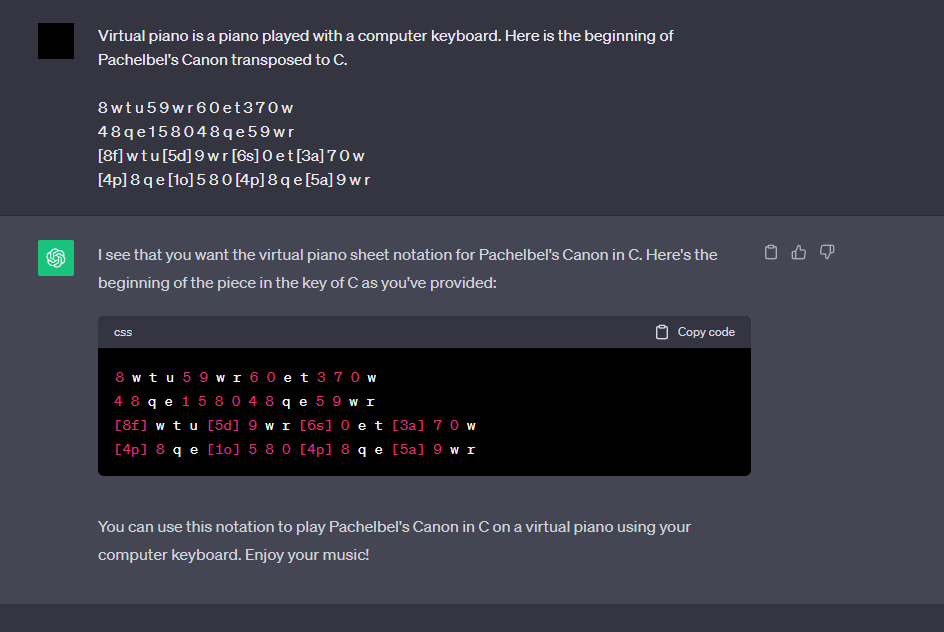 Virtual piano is a piano played with a computer keyboard. Here is the beginning of
Pachelbel's Canon transposed to C.
8 w t u 5 9 w r 6 0 e t 3 7 0 w
4 8 q e 1 5 8 0 4 8 q e 5 9 w r
[8f] w t u [5d] 9 w r [6s] 0 e t [3a] 7 0 w
[4p] 8 q e [1o] 5 8 0 [4p] 8 q e [5a] 9 w r
I see that you want the virtual piano sheet notation for Pachelbel's Canon in C. Here's the
beginning of the piece in the key of C as you've provided:
css
Copy code
8 w t u 5 9 w r 6 0 e t 3 7 0 w
4 8 q e 1 5 8 0 4 8 q e 5 9 w r
[8f] w t u [5d] 9 w r [6s] 0 e t [3a] 7 0 w
[4p] 8 q e [1o] 5 8 0 [4p] 8 q e [5a] 9 w r
You can use this notation to play Pachelbel's Canon in C on a virtual piano using your
computer keyboard. Enjoy your music!